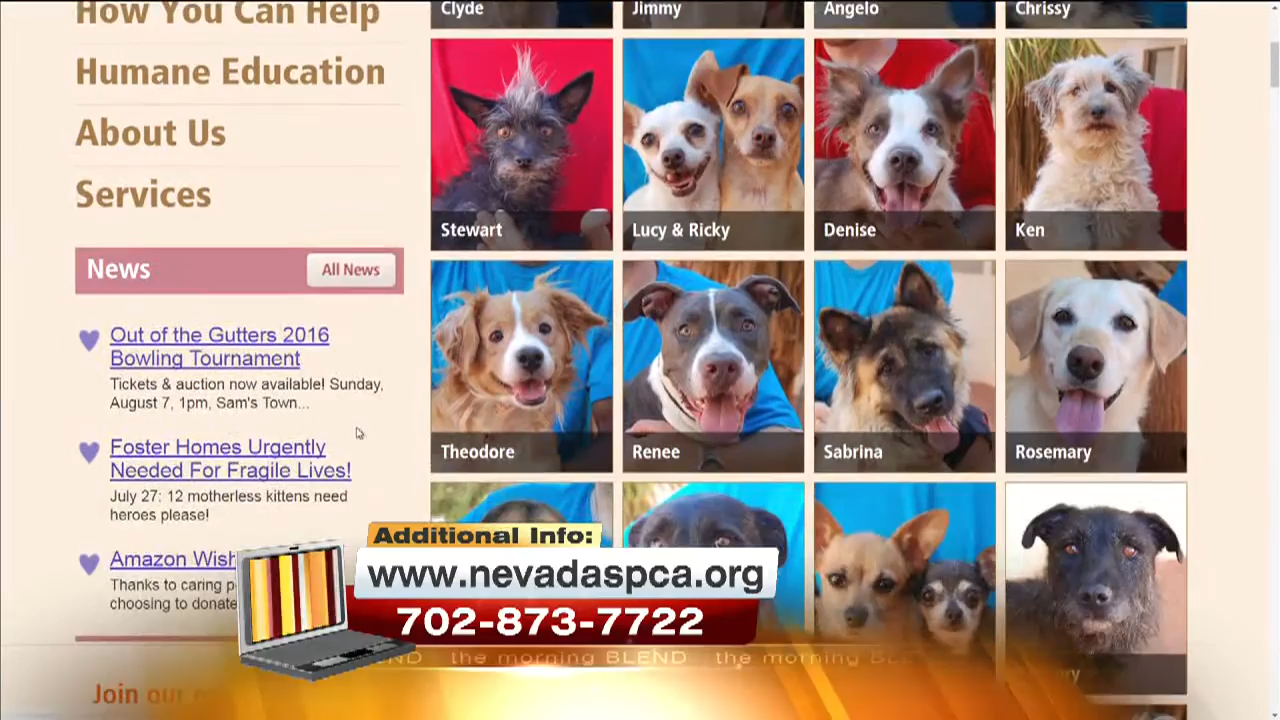 How You Can Help
Humane Education
About Us
Services
News
All News
Out of the Gutters 2016
Bowling Tournament
Tickets & auction now available! Sunday,
August 7, 1pm, Sam's Town...
Foster Homes Urgently
Needed For Fragile Lives!
July 27: 12 motherless kittens need
heroes please!
Amazon Wish
Thanks to caring p
choosing to donate
Join our
Clyde
Jimmy
Angelo
Chrissy
Stewart
Lucy & Ricky
Denise
Ken
Theodore
Renee
Sabrina
Rosemary
Additional Info:
www.nevadaspca.org
702-873-7722
the morning BLEND the morning